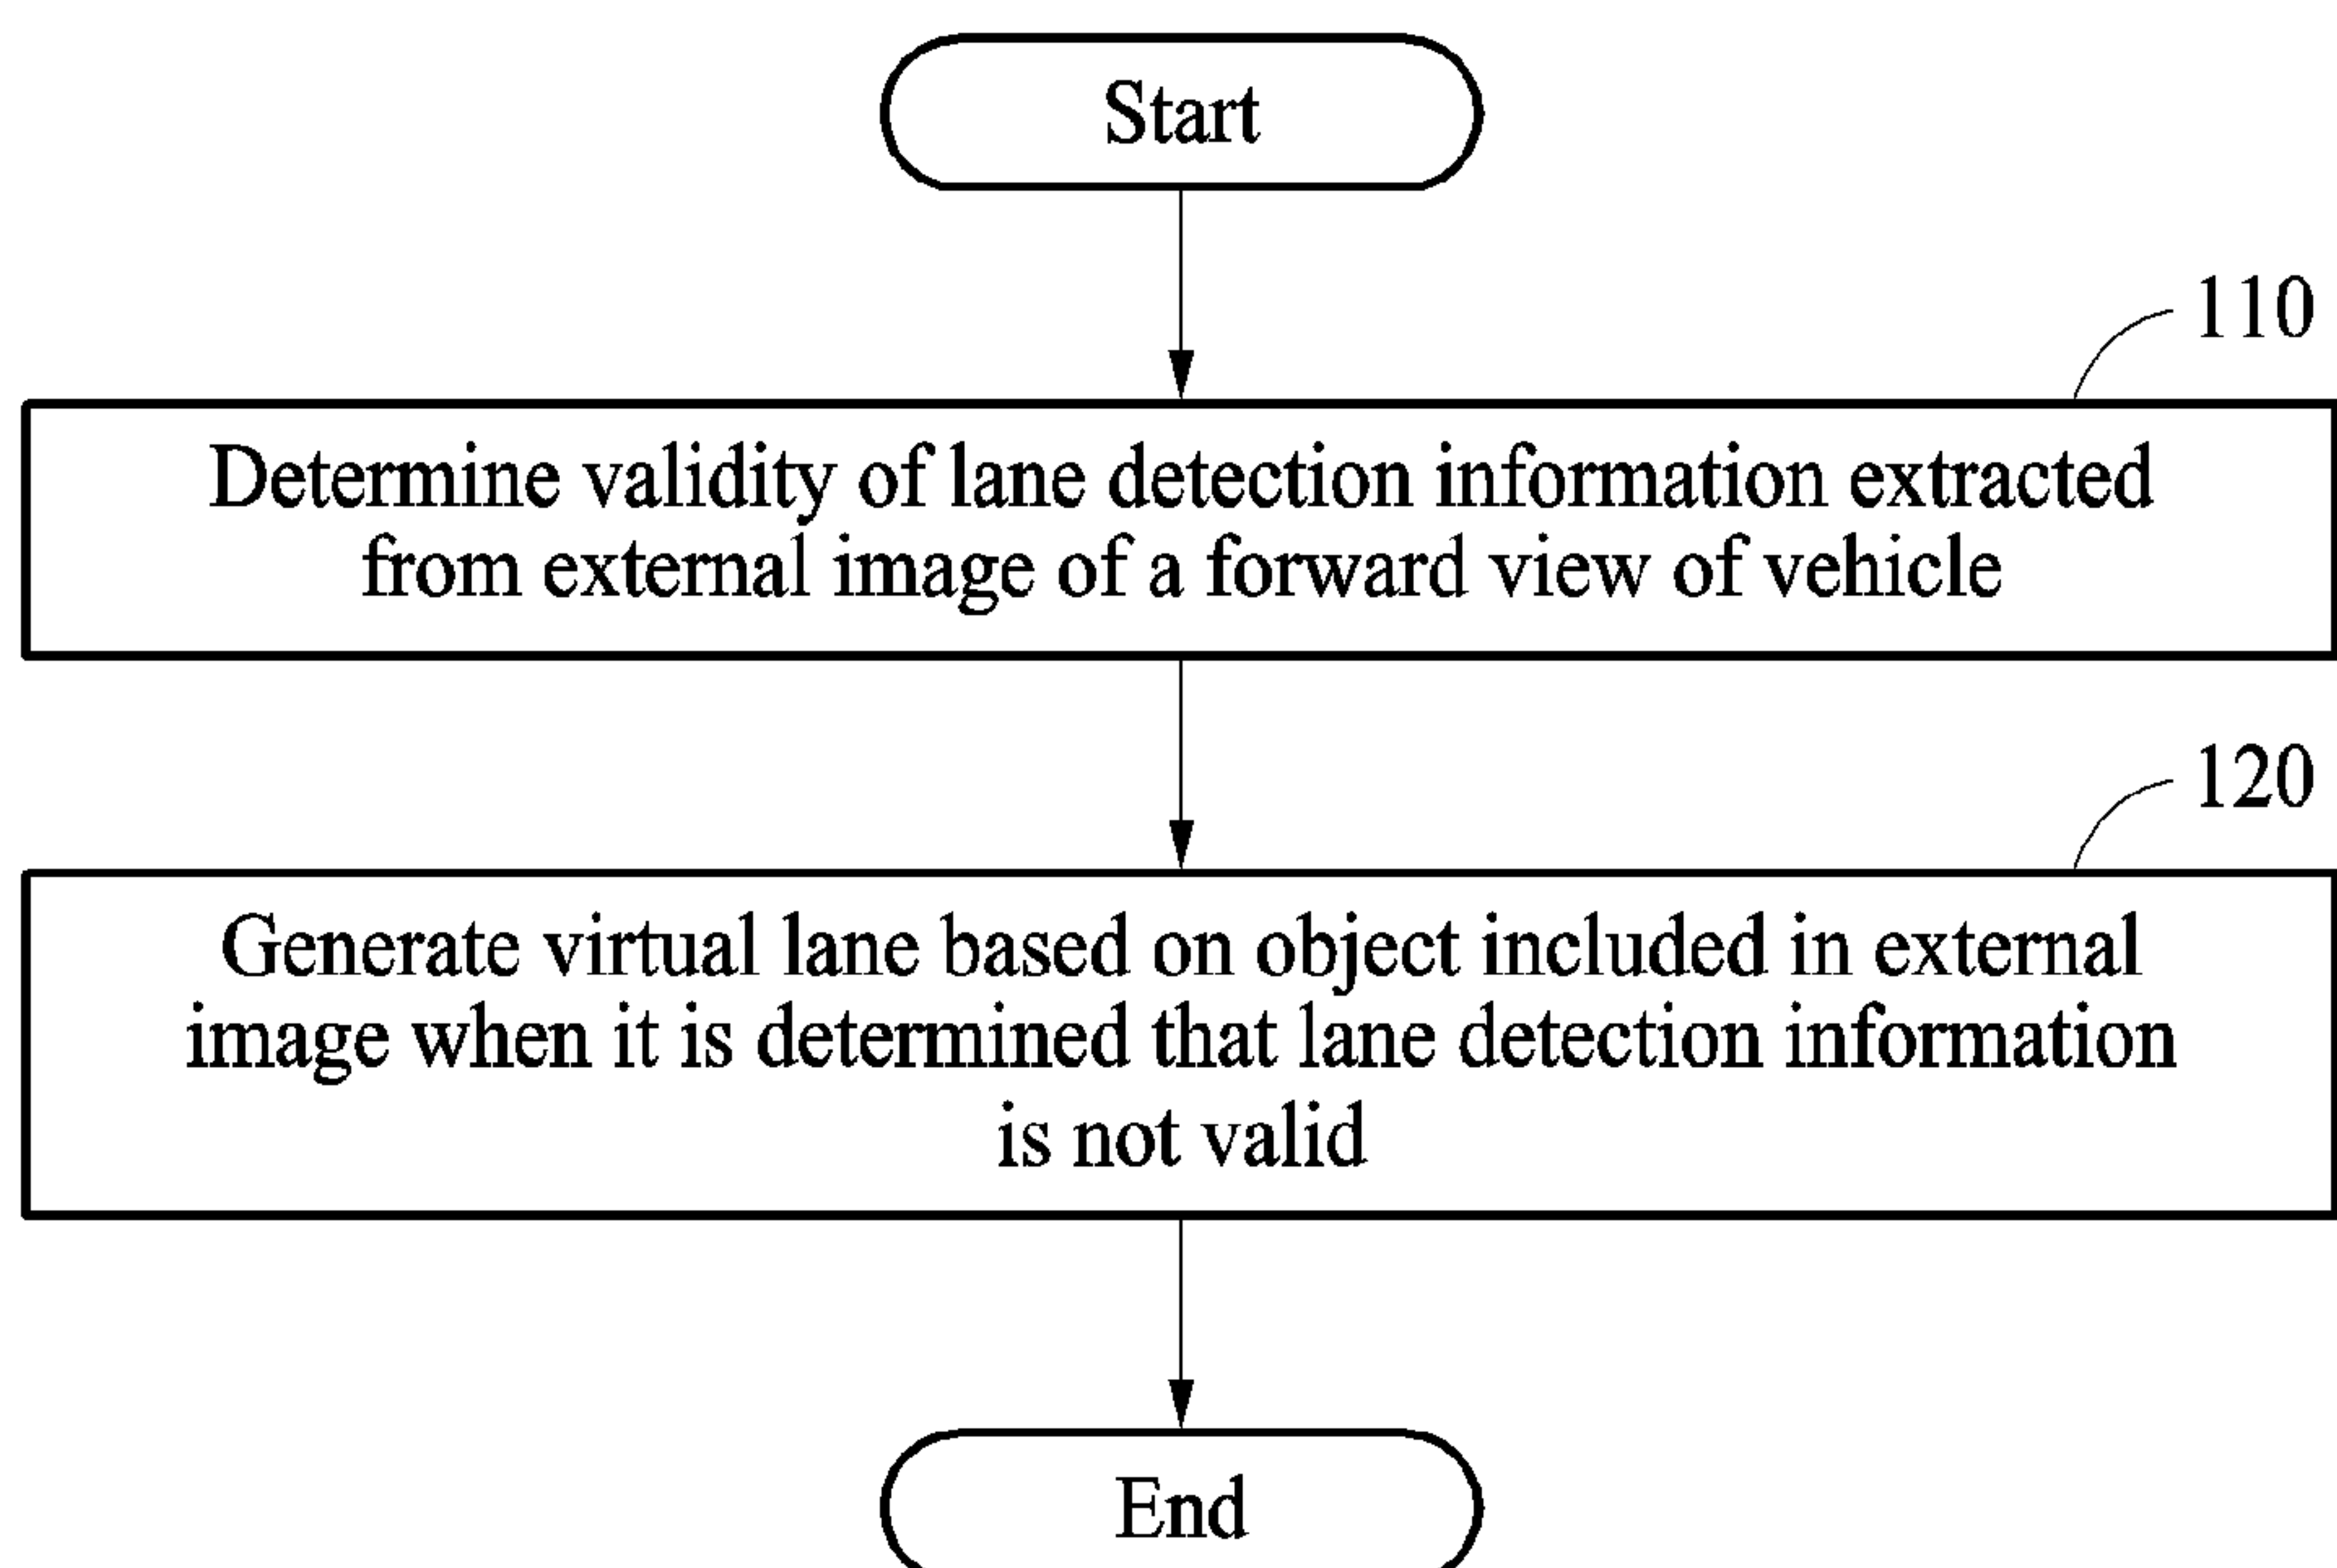 Start
110
Determine validity of lane detection information extracted
from external image of a forward view of vehicle
120
Generate virtual lane based on object included in external
image when it is determined that lane detection information
is not valid
End